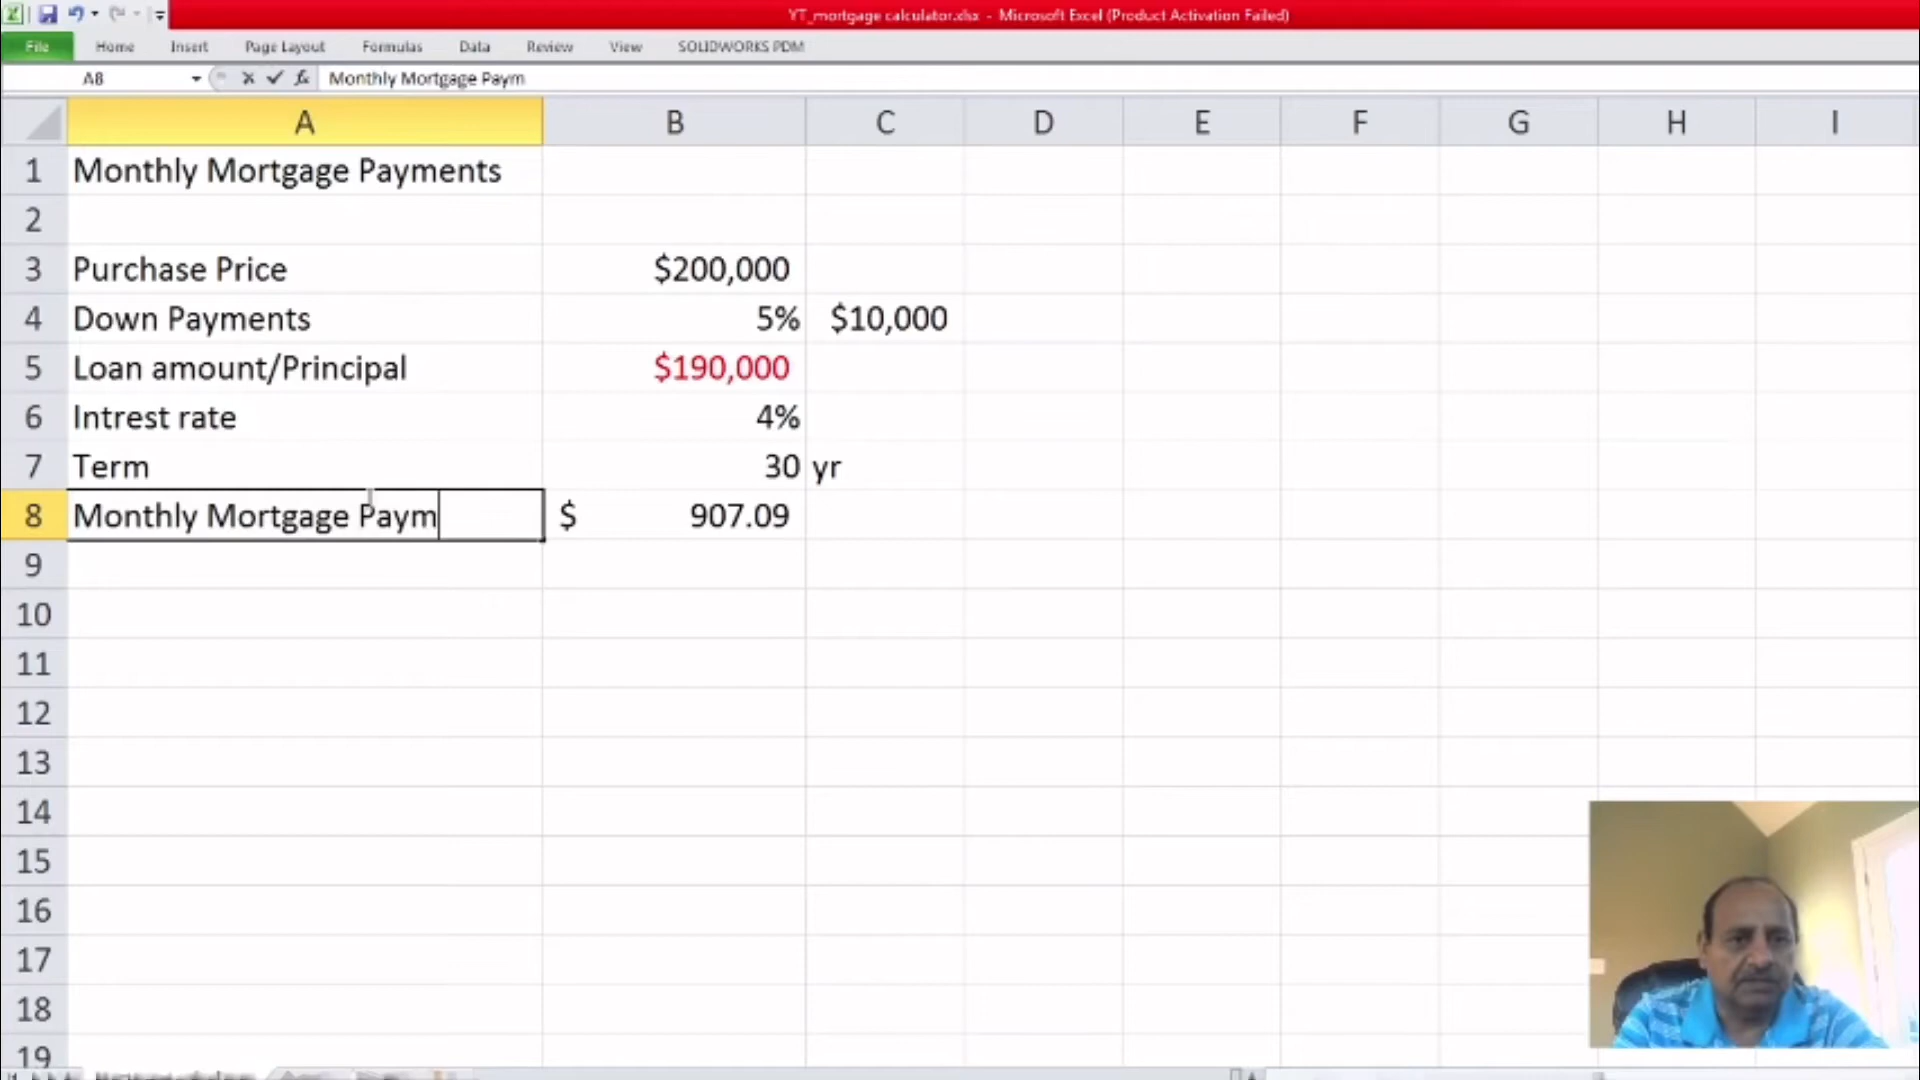 YT_mortgage calculator.xlsx - Microsoft Excel (Product Activation Failed)
File Home Insert Page Layout Formulas Data Review View SOLIDWORKS PDM
A8 fx Monthly Mortgage Paym
A B C D E F G H I
1 Monthly Mortgage Payments
2
3 Purchase Price $200,000
4 Down Payments 5% $10,000
5 Loan amount/Principal $190,000
6 Intrest rate 4%
7 Term 30 yr
8 Monthly Mortgage Paym $ 907.09
9
10
11
12
13
14
15
16
17
18
19